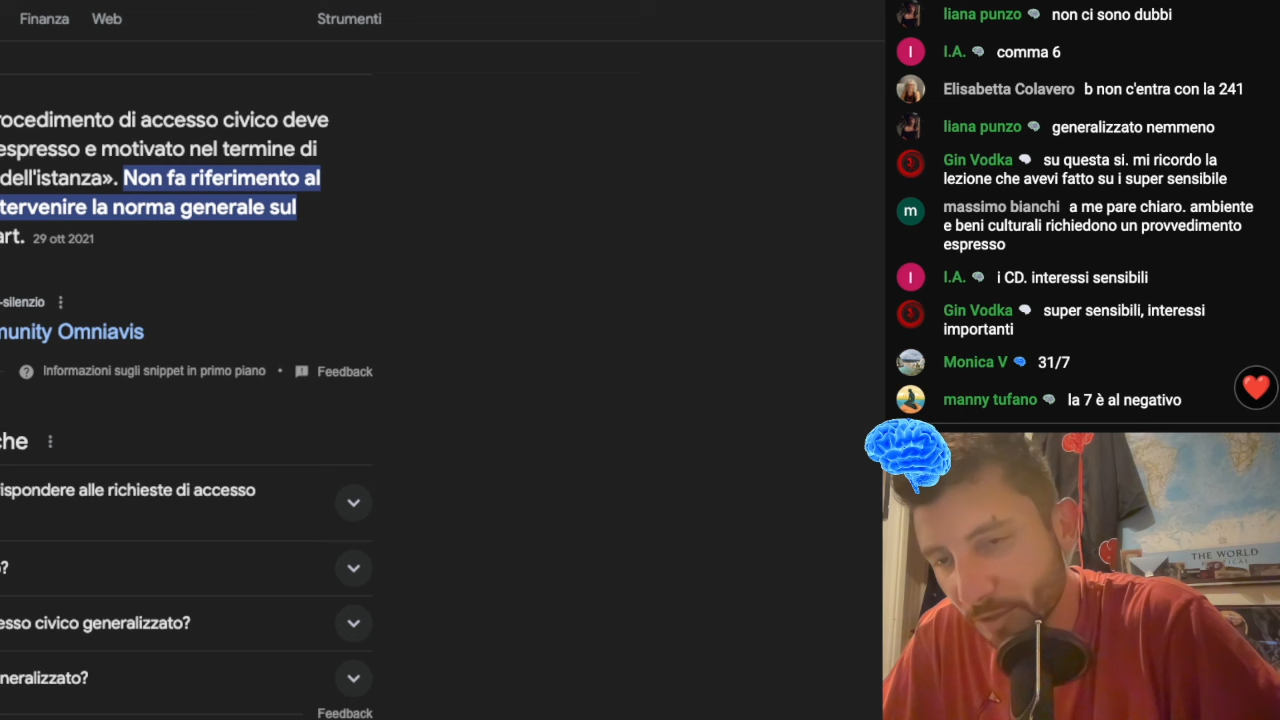 Finanza Web Strumenti
rocedimento di accesso civico deve
espresso e motivato nel termine di
dell'istanza». Non fa riferimento al
tervenire la norma generale sul
art. 29 ott 2021
-silenzio
munity Omniavis
Informazioni sugli snippet in primo piano • Feedback
che
ispondere alle richieste di accesso
o?
esso civico generalizzato?
neralizzato?
Feedback
liana punzo non ci sono dubbi
I.A. comma 6
Elisabetta Colavero b non c'entra con la 241
liana punzo generalizzato nemmeno
Gin Vodka su questa si. mi ricordo la
lezione che avevi fatto su i super sensibile
massimo bianchi a me pare chiaro. ambiente
e beni culturali richiedono un provvedimento
espresso
I.A. i CD. interessi sensibili
Gin Vodka super sensibili, interessi
importanti
Monica V 31/7
manny tufano la 7 è al negativo
THE WORLD